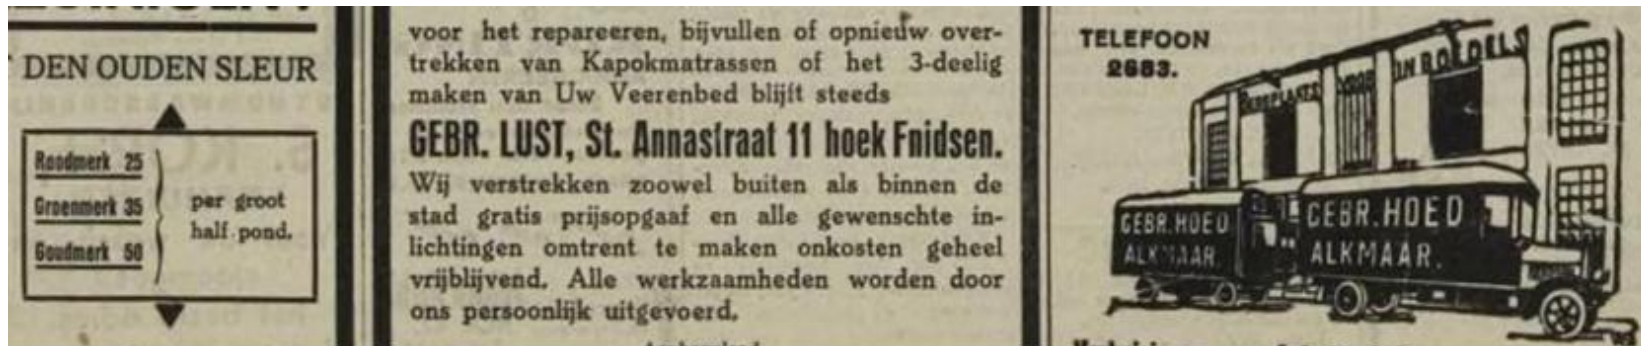 DEN OUDEN SLEUR
Roodmerk 25
Groenmerk 35
Goudmerk 50
per groot
half pond.
voor het repareeren, bijvullen of opnieuw over-
trekken van Kapokmatrassen of het 3-deelig
maken van Uw Veerenbed blijft steeds
GEBR. LUST, St. Annastraat 11 hoek Fnidsen.
Wij verstrekken zoowel buiten als binnen de
stad gratis prijsopgaaf en alle gewenschte in-
lichtingen omtrent te maken onkosten geheel
vrijblijvend. Alle werkzaamheden worden door
ons persoonlijk uitgevoerd.
TELEFOON
2683.
BERGPLAATS VOOR INBOEDELS
GEBR. HOED
ALKMAAR.
GEBR. HOED
ALKMAAR.